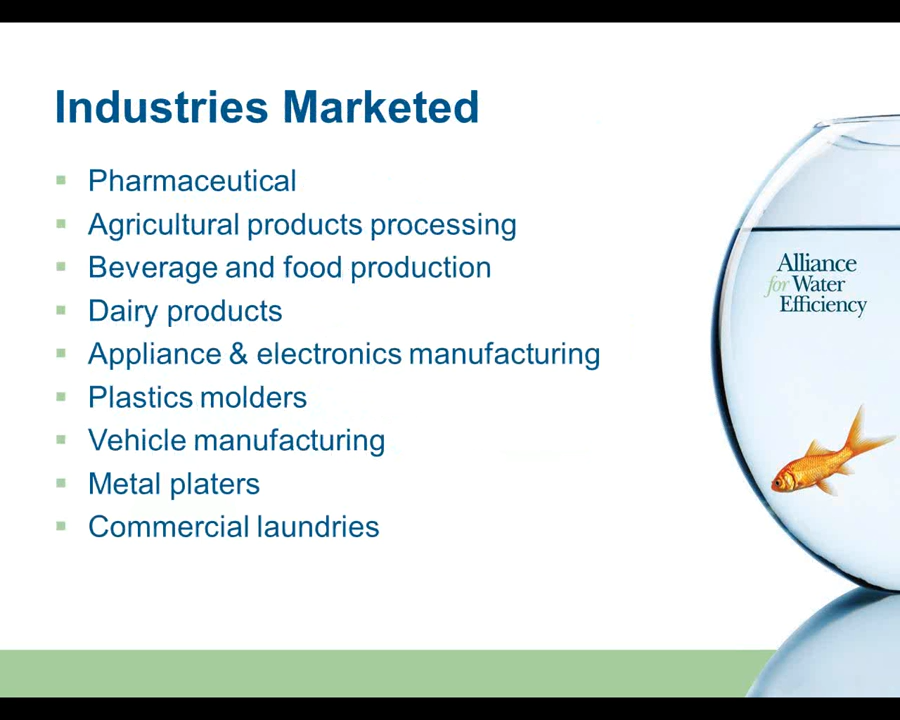 Industries Marketed
Pharmaceutical
Agricultural products processing
Beverage and food production
Dairy products
Appliance & electronics manufacturing
Plastics molders
Vehicle manufacturing
Metal platers
Commercial laundries
Alliance
for Water
Efficiency